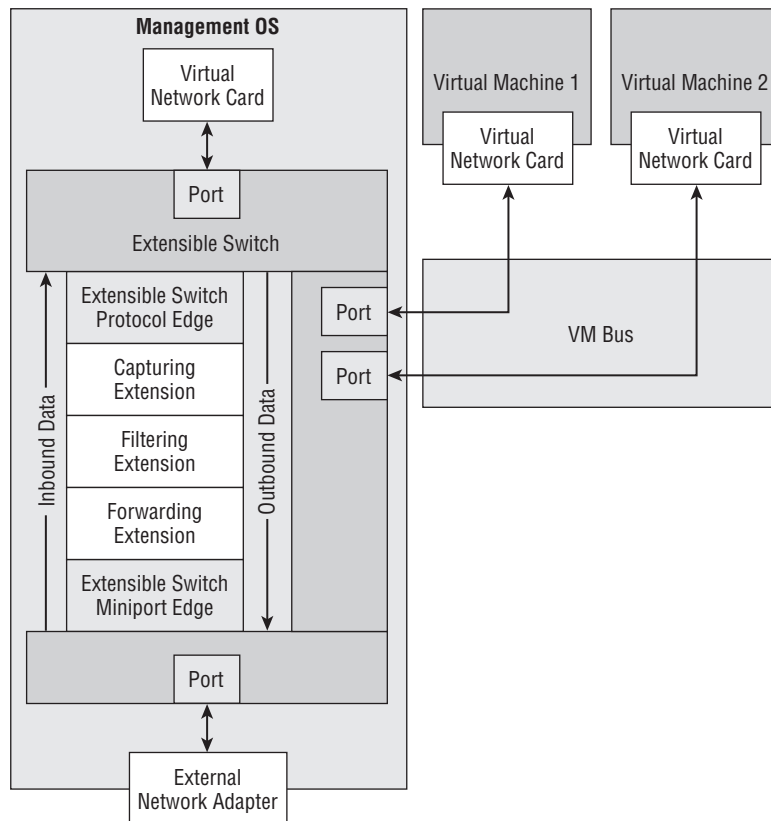 Management OS
Virtual
Network Card
Port
Extensible Switch
Extensible Switch
Protocol Edge
Capturing
Extension
Filtering
Extension
Forwarding
Extension
Extensible Switch
Miniport Edge
Inbound Data
Outbound Data
Port
Port
Port
External
Network Adapter
Virtual Machine 1
Virtual
Network Card
Virtual Machine 2
Virtual
Network Card
VM Bus